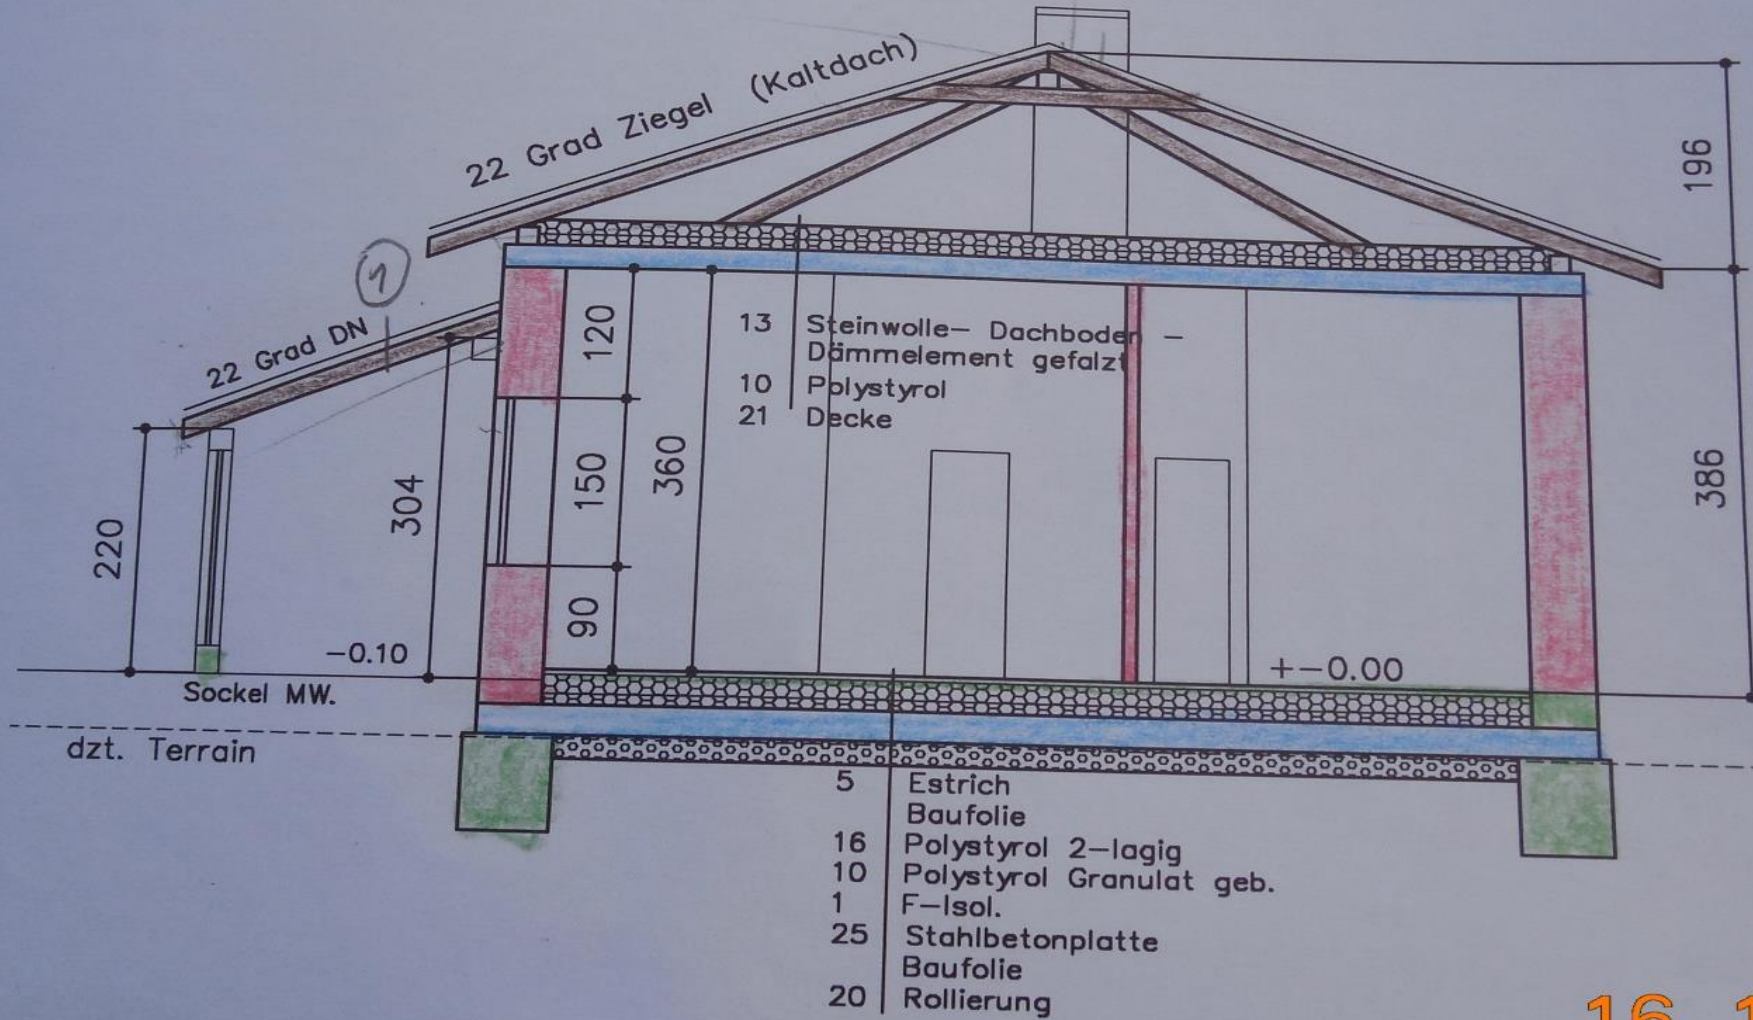 22 Grad Ziegel (Kaltdach)
196
1
22 Grad DN
120
13 Steinwolle– Dachboden –
Dämmelement gefalzt
10 Polystyrol
21 Decke
150
360
304
220
386
90
–0.10
+–0.00
Sockel MW.
dzt. Terrain
5 Estrich
Baufolie
16 Polystyrol 2–lagig
10 Polystyrol Granulat geb.
1 F–Isol.
25 Stahlbetonplatte
Baufolie
20 Rollierung
16 1